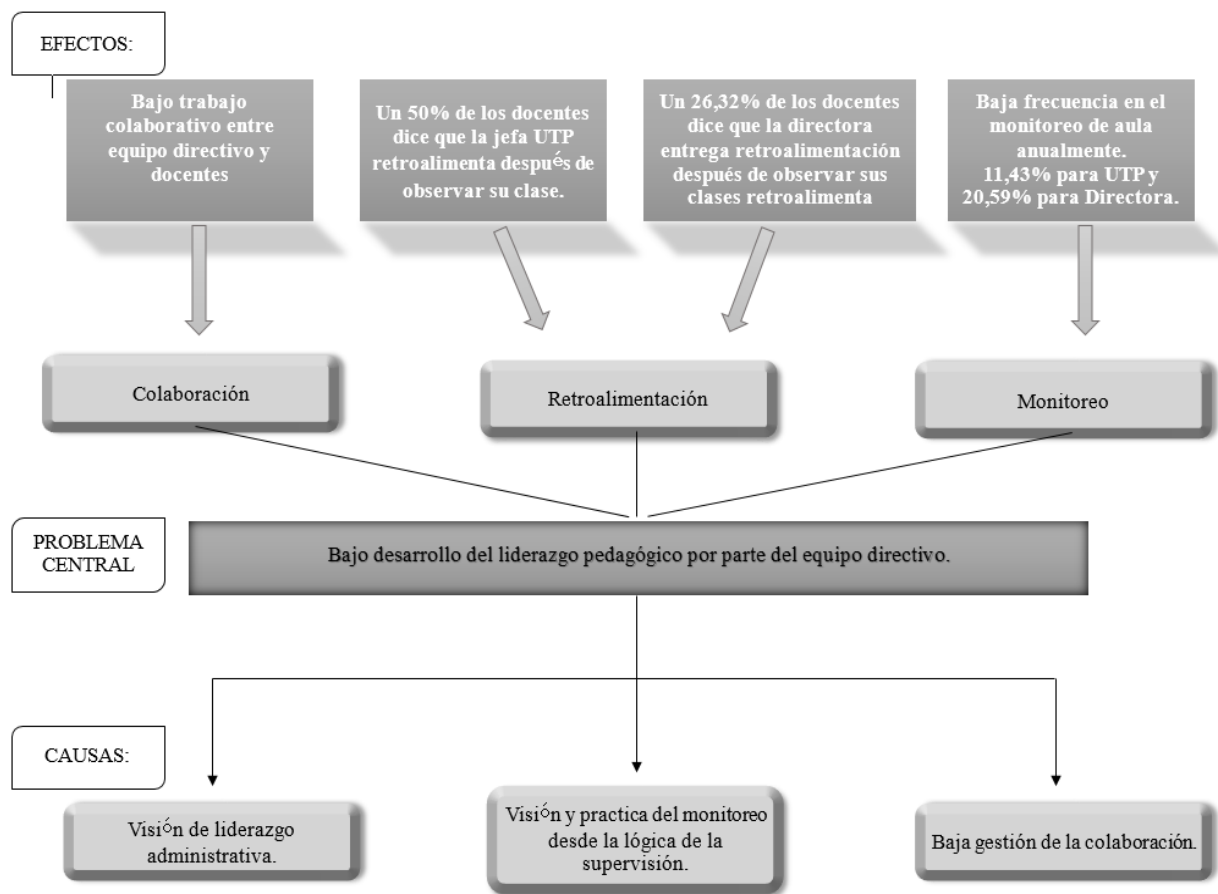 EFECTOS:
Bajo trabajo
colaborativo entre
equipo directivo y
docentes
Un 50% de los docentes
dice que la jefa UTP
retroalimenta después de
observar su clase.
Un 26,32% de los docentes
dice que la directora
entrega retroalimentación
después de observar sus
clases retroalimenta
Baja frecuencia en el
monitoreo de aula
anualmente.
11,43% para UTP y
20,59% para Directora.
Colaboración
Retroalimentación
Monitoreo
PROBLEMA
CENTRAL
Bajo desarrollo del liderazgo pedagógico por parte del equipo directivo.
CAUSAS:
Visión de liderazgo
administrativa.
Visión y practica del monitoreo
desde la lógica de la
supervisión.
Baja gestión de la colaboración.